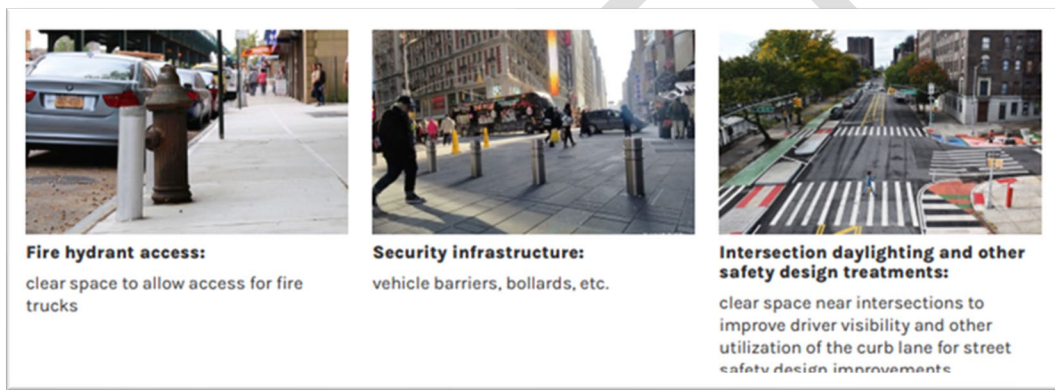 Fire hydrant access:
clear space to allow access for fire
trucks
Security infrastructure:
vehicle barriers, bollards, etc.
Intersection daylighting and other
safety design treatments:
clear space near intersections to
improve driver visibility and other
utilization of the curb lane for street
safety design improvements